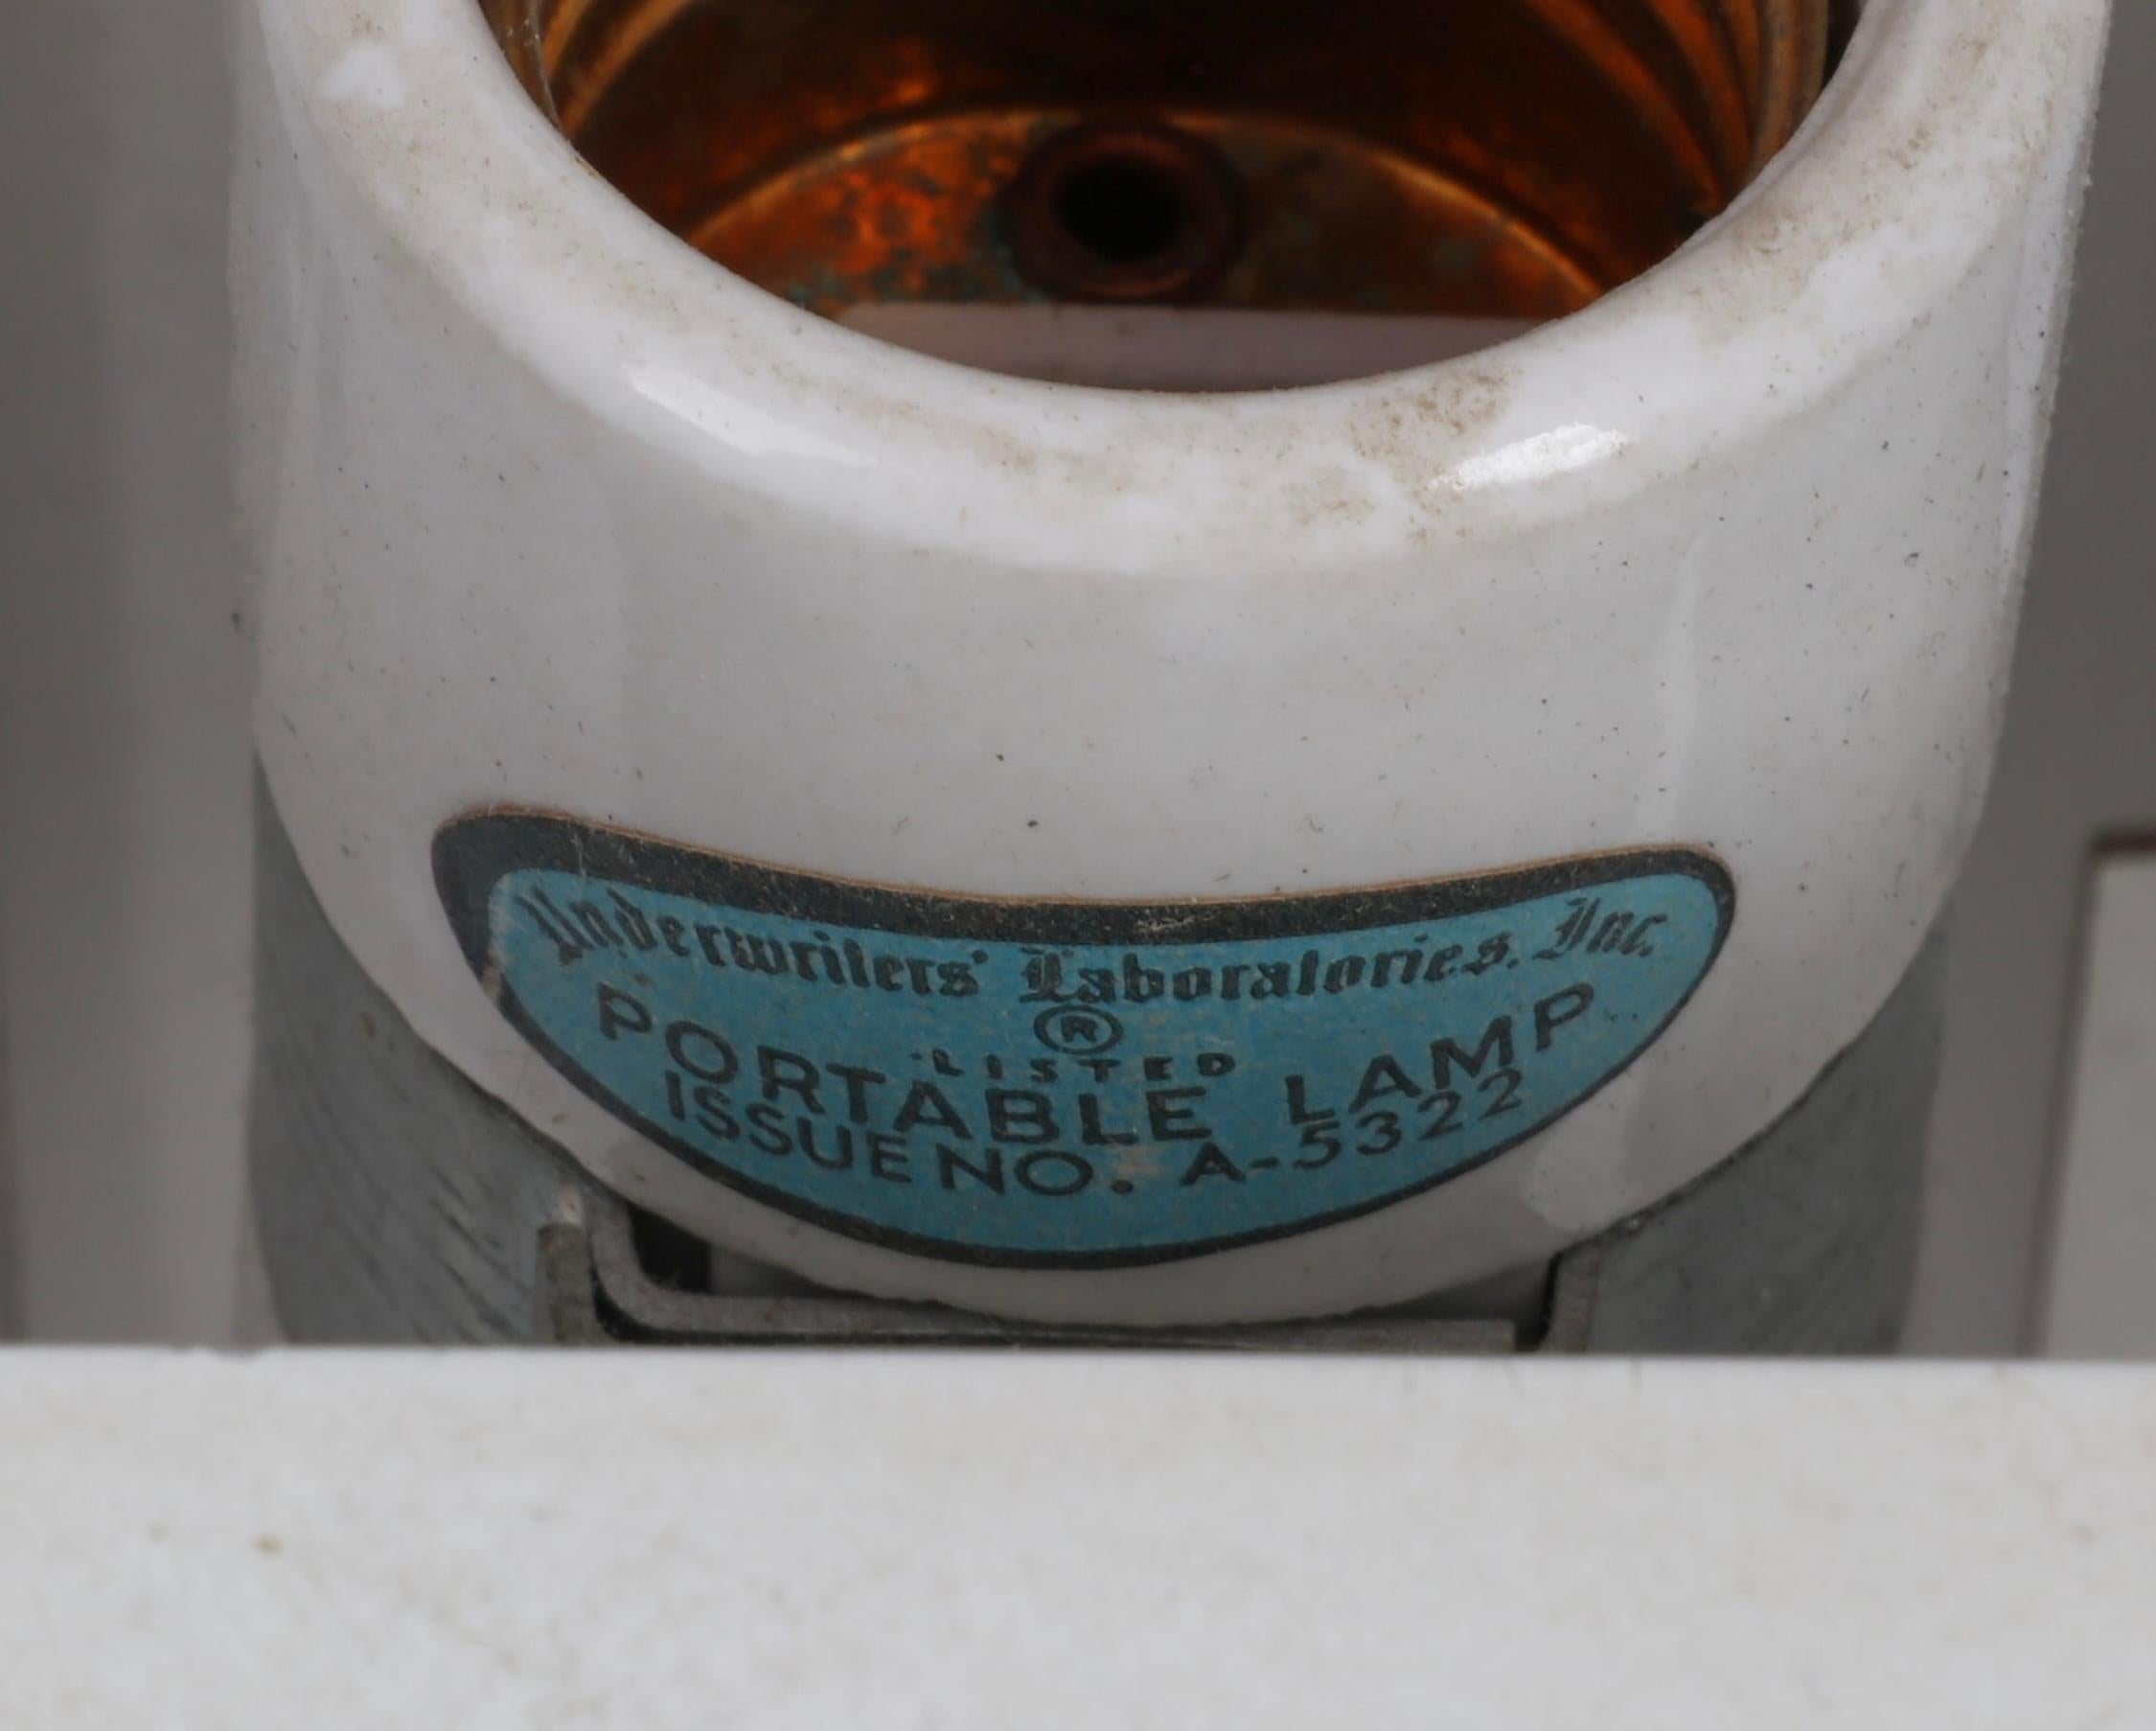 Underwriters' Laboratories, Inc.
®
LISTED
PORTABLE LAMP
ISSUE NO. A-5322